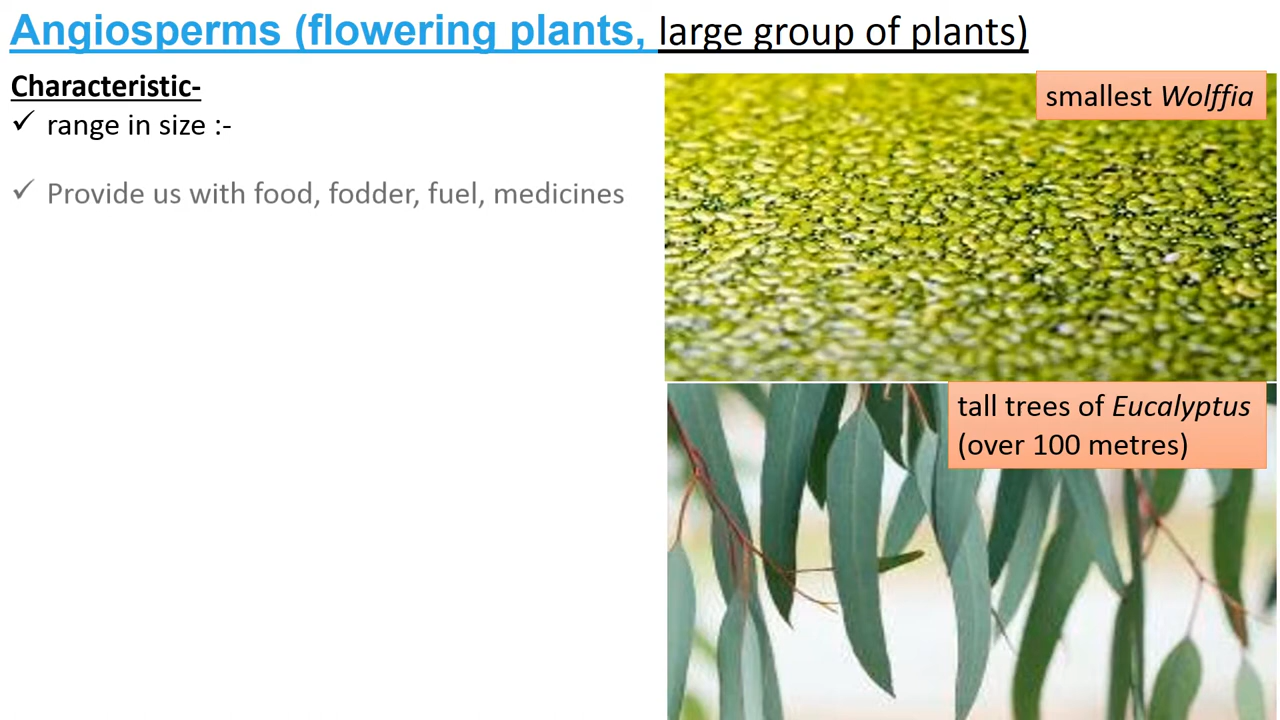 Angiosperms (flowering plants, large group of plants)
Characteristic-
✓ range in size :-
✓ Provide us with food, fodder, fuel, medicines
smallest Wolffia
tall trees of Eucalyptus
(over 100 metres)